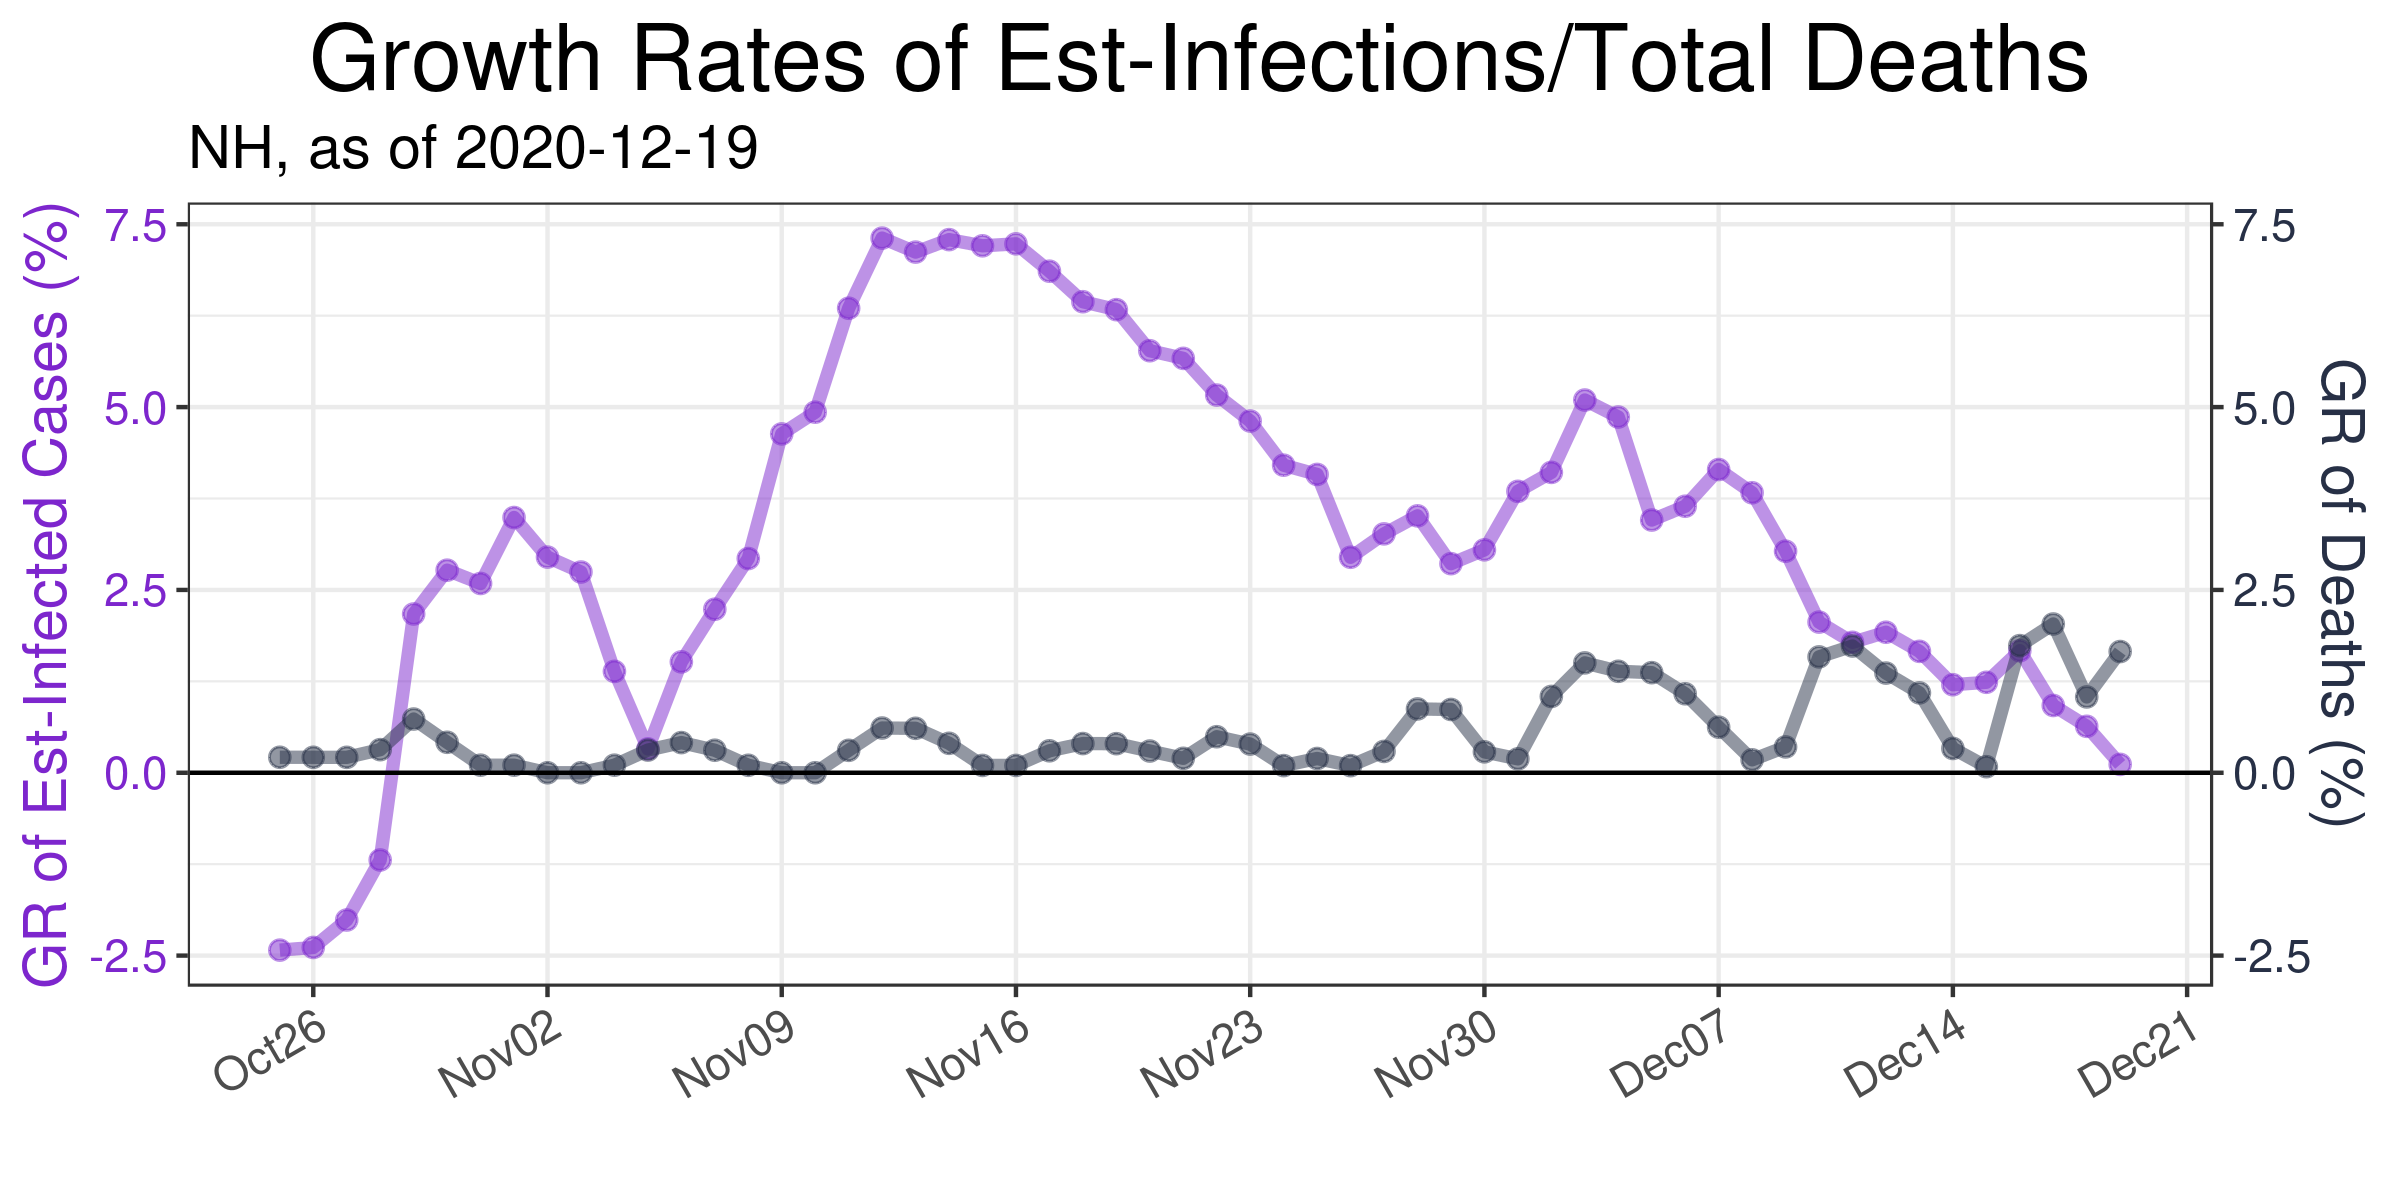 Growth Rates of Est-Infections/Total Deaths
NH, as of 2020-12-19
GR of Est-Infected Cases (%)
7.5
5.0
2.5
0.0
-2.5
7.5
5.0
2.5
0.0
-2.5
GR of Deaths (%)
Oct26
Nov02
Nov09
Nov16
Nov23
Nov30
Dec07
Dec14
Dec21